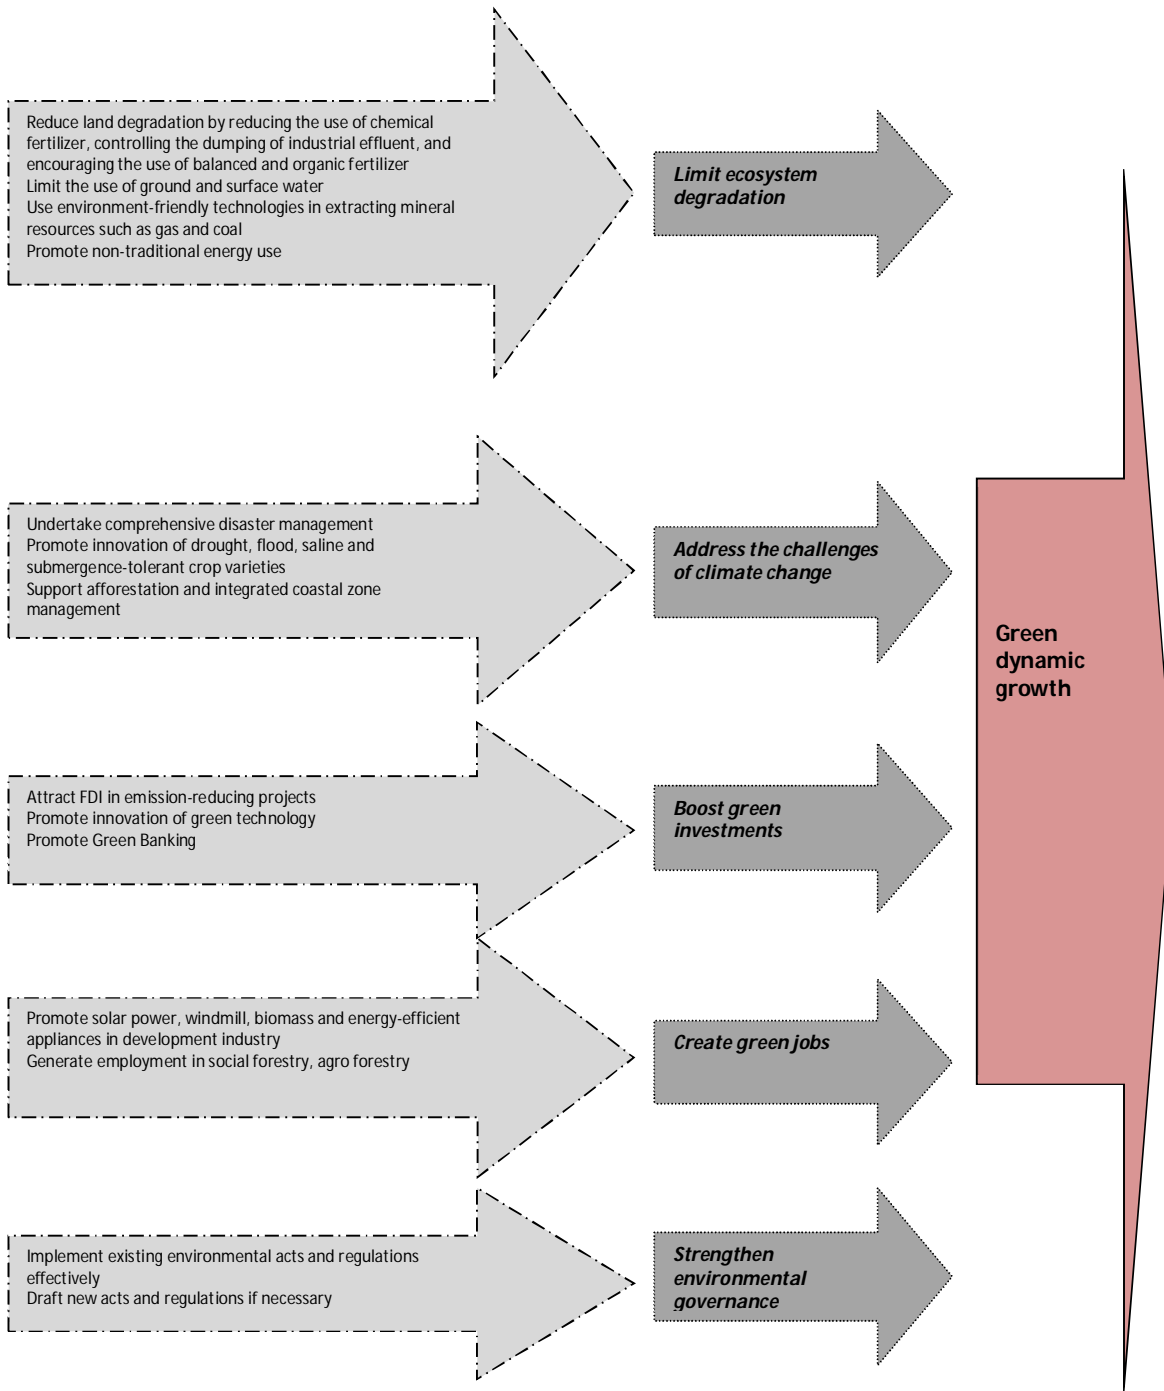 Reduce land degradation by reducing the use of chemical
fertilizer, controlling the dumping of industrial effluent, and
encouraging the use of balanced and organic fertilizer
Limit the use of ground and surface water
Use environment-friendly technologies in extracting mineral
resources such as gas and coal
Promote non-traditional energy use
Limit ecosystem
degradation
Undertake comprehensive disaster management
Promote innovation of drought, flood, saline and
submergence-tolerant crop varieties
Support afforestation and integrated coastal zone
management
Address the challenges
of climate change
Green
dynamic
growth
Attract FDI in emission-reducing projects
Promote innovation of green technology
Promote Green Banking
Boost green
investments
Promote solar power, windmill, biomass and energy-efficient
appliances in development industry
Generate employment in social forestry, agro forestry
Create green jobs
Implement existing environmental acts and regulations
effectively
Draft new acts and regulations if necessary
Strengthen
environmental
governance